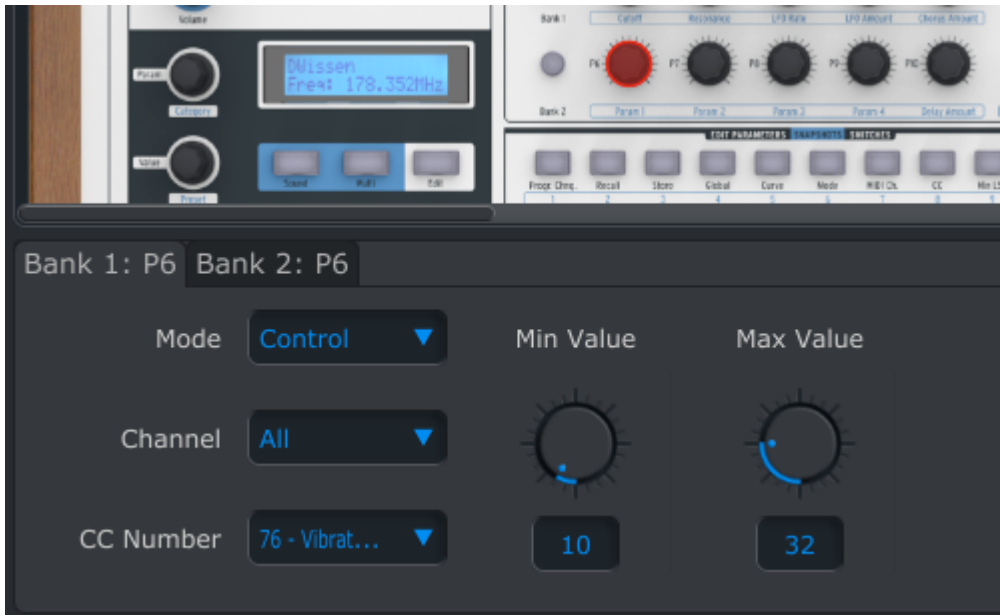 Volume
Param
Category
Value
Preset
DWissen
Freq: 178.352MHz
Sound Multi Edit
Bank 1 Cutoff Resonance LFO Rate LFO Amount Chorus Amount
P6 P7 P8 P9 P10
Bank 2 Param 1 Param 2 Param 3 Param 4 Delay Amount
EDIT PARAMETERS SNAPSHOTS SWITCHES
Progr. Chng. Recall Store Global Curve Mode MIDI Ch. CC Min LS
1 2 3 4 5 6 7 8 9
Bank 1: P6 Bank 2: P6
Mode Control Min Value Max Value
Channel All
CC Number 76 - Vibrat... 10 32